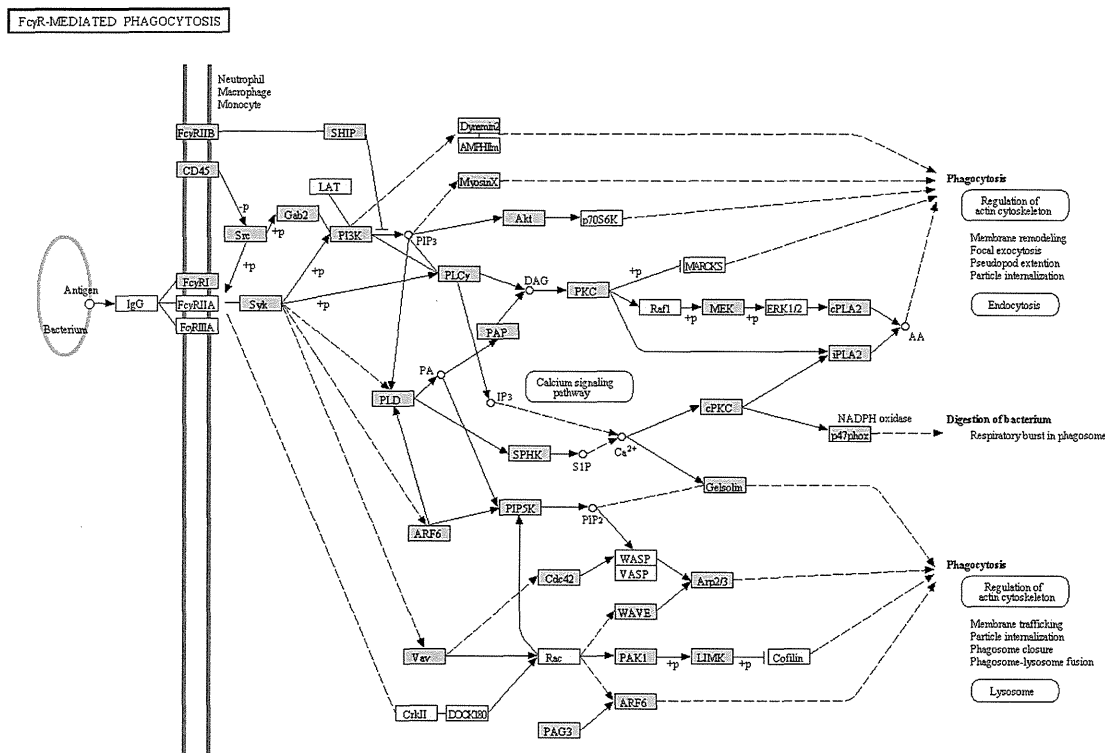 FcγR-MEDIATED PHAGOCYTOSIS
Neutrophil
Macrophage
Monocyte
FcγRIIB
SHIP
Dynamin2
AMPHIIm
CD45
LAT
MyosinX
Phagocytosis
-p
Gab2
Akt
p70S6K
Regulation of
actin cytoskeleton
Src
+p
PI3K
PIP3
Membrane remodeling
Focal exocytosis
Pseudopod extention
Particle internalization
+p
+p
PLCγ
DAG
+p
MARCKS
FcγRI
Antigen
IgG
FcγRIIA
Syk
+p
PKC
Raf1
+p
MEK
+p
ERK1/2
cPLA2
Endocytosis
Bacterium
FcγRIIIA
PAP
AA
iPLA2
PA
Calcium signaling
pathway
PLD
IP3
cPKC
NADPH oxidase
p47phox
Digestion of bacterium
Respiratory burst in phagosome
SPHK
S1P
Ca2+
Gelsolin
PIP5K
PIP2
ARF6
WASP
VASP
Phagocytosis
Cdc42
Arp2/3
Regulation of
actin cytoskeleton
WAVE
Membrane trafficking
Particle internalization
Phagosome closure
Phagosome-lysosome fusion
Vav
Rac
PAK1
+p
LIMK
+p
Cofilin
Lysosome
CrkII
DOCK180
ARF6
PAG3